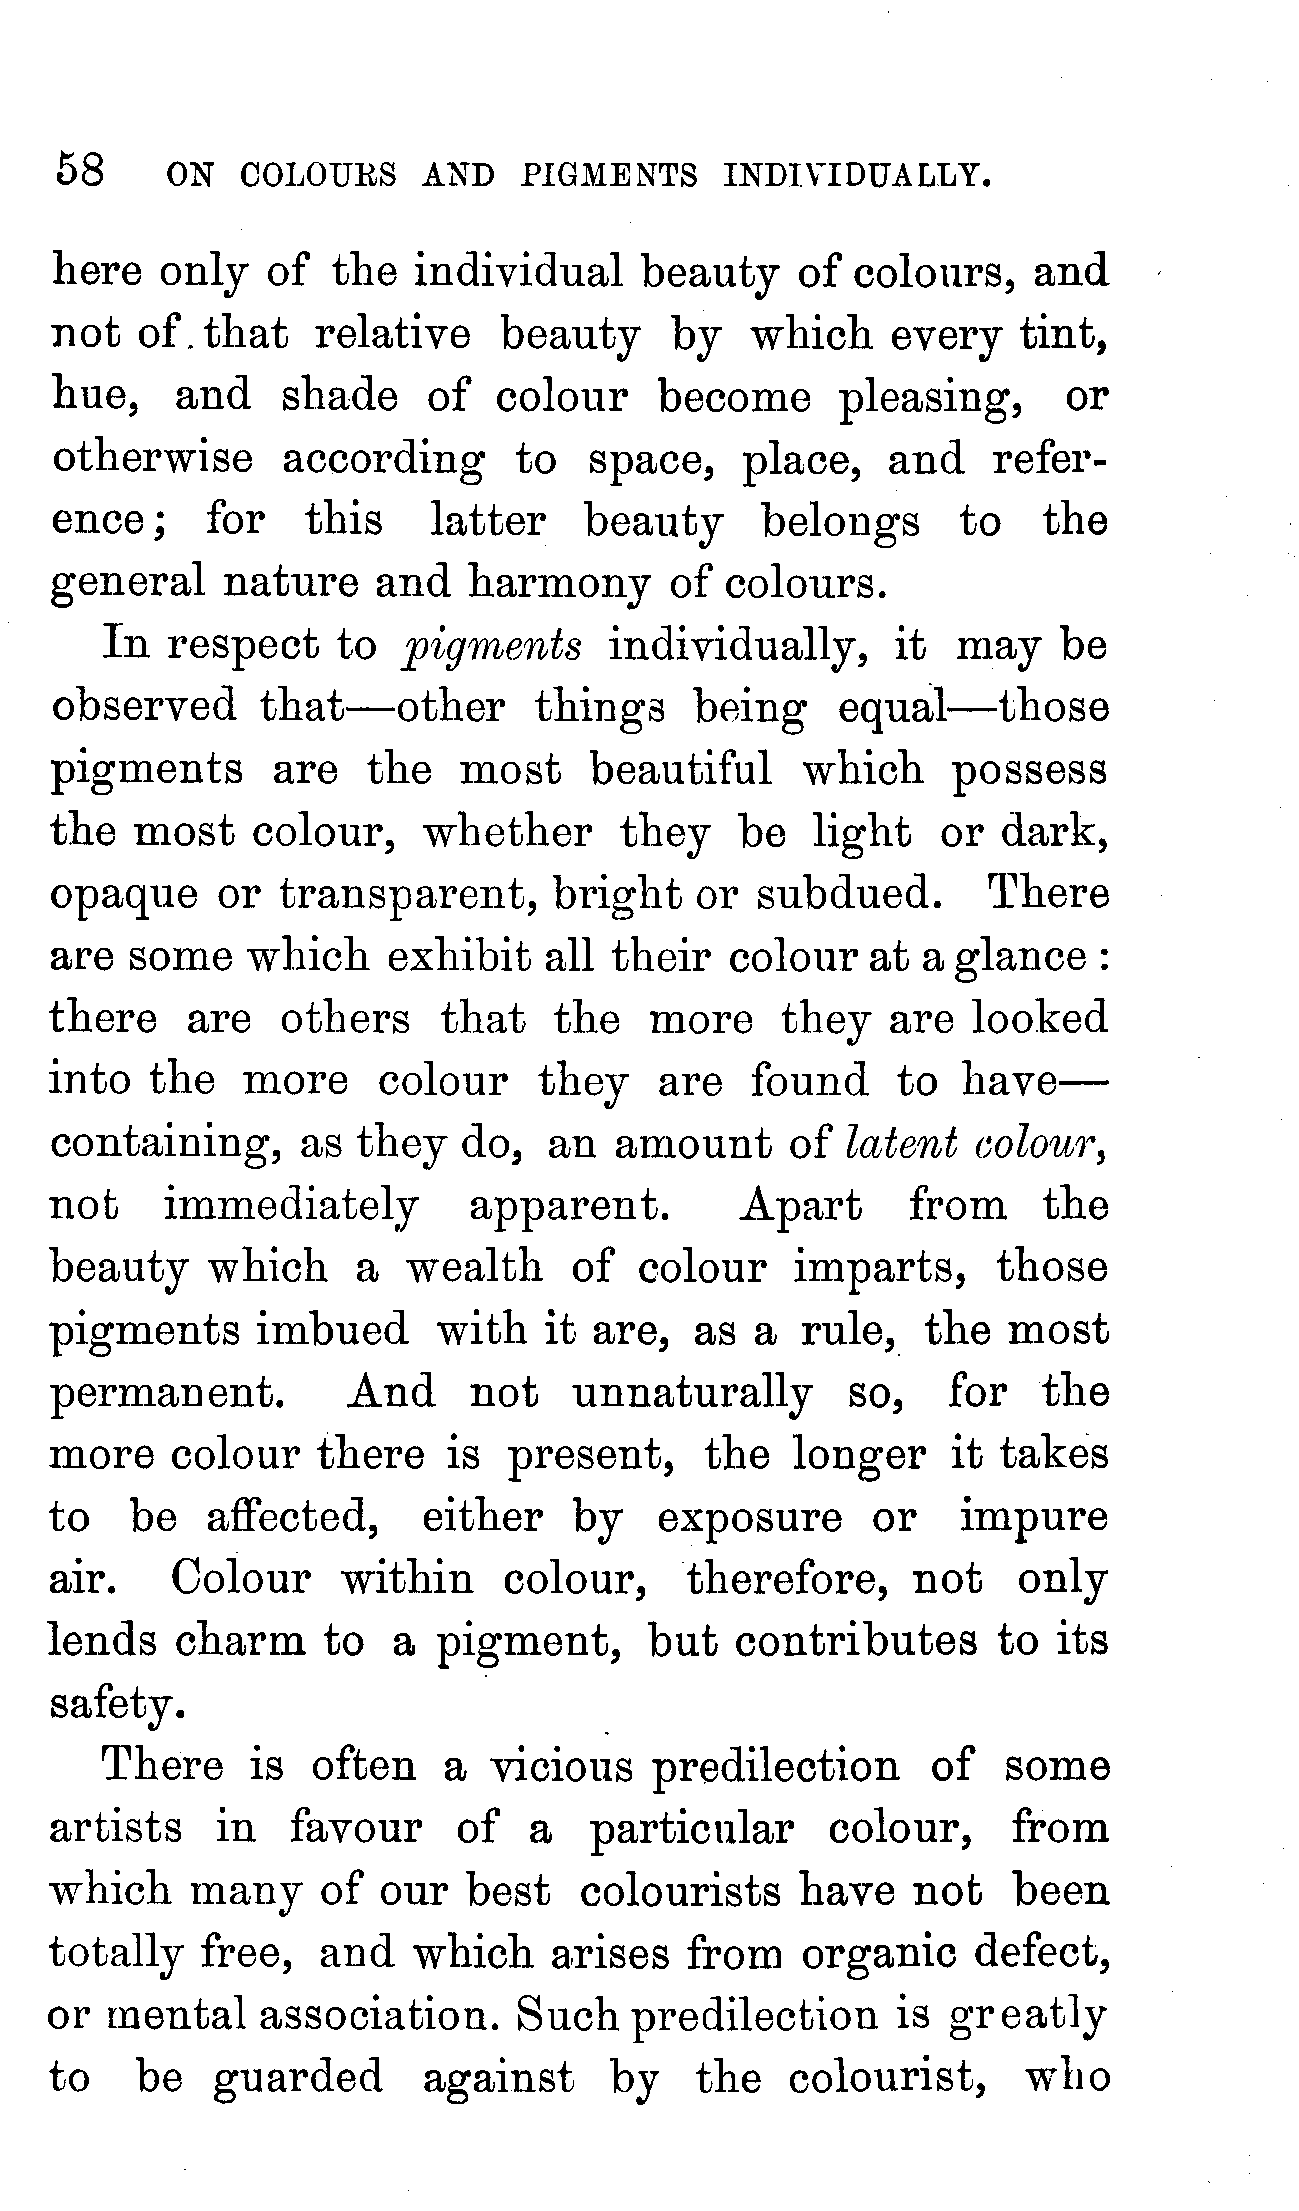 58 ON COLOURS AND PIGMENTS INDIVIDUALLY.
here only of the individual beauty of colours, and
not of that relative beauty by which every tint,
hue, and shade of colour become pleasing, or
otherwise according to space, place, and refer-
ence; for this latter beauty belongs to the
general nature and harmony of colours.
In respect to pigments individually, it may be
observed that—other things being equal—those
pigments are the most beautiful which possess
the most colour, whether they be light or dark,
opaque or transparent, bright or subdued. There
are some which exhibit all their colour at a glance :
there are others that the more they are looked
into the more colour they are found to have—
containing, as they do, an amount of latent colour,
not immediately apparent. Apart from the
beauty which a wealth of colour imparts, those
pigments imbued with it are, as a rule, the most
permanent. And not unnaturally so, for the
more colour there is present, the longer it takes
to be affected, either by exposure or impure
air. Colour within colour, therefore, not only
lends charm to a pigment, but contributes to its
safety.
There is often a vicious predilection of some
artists in favour of a particular colour, from
which many of our best colourists have not been
totally free, and which arises from organic defect,
or mental association. Such predilection is greatly
to be guarded against by the colourist, who